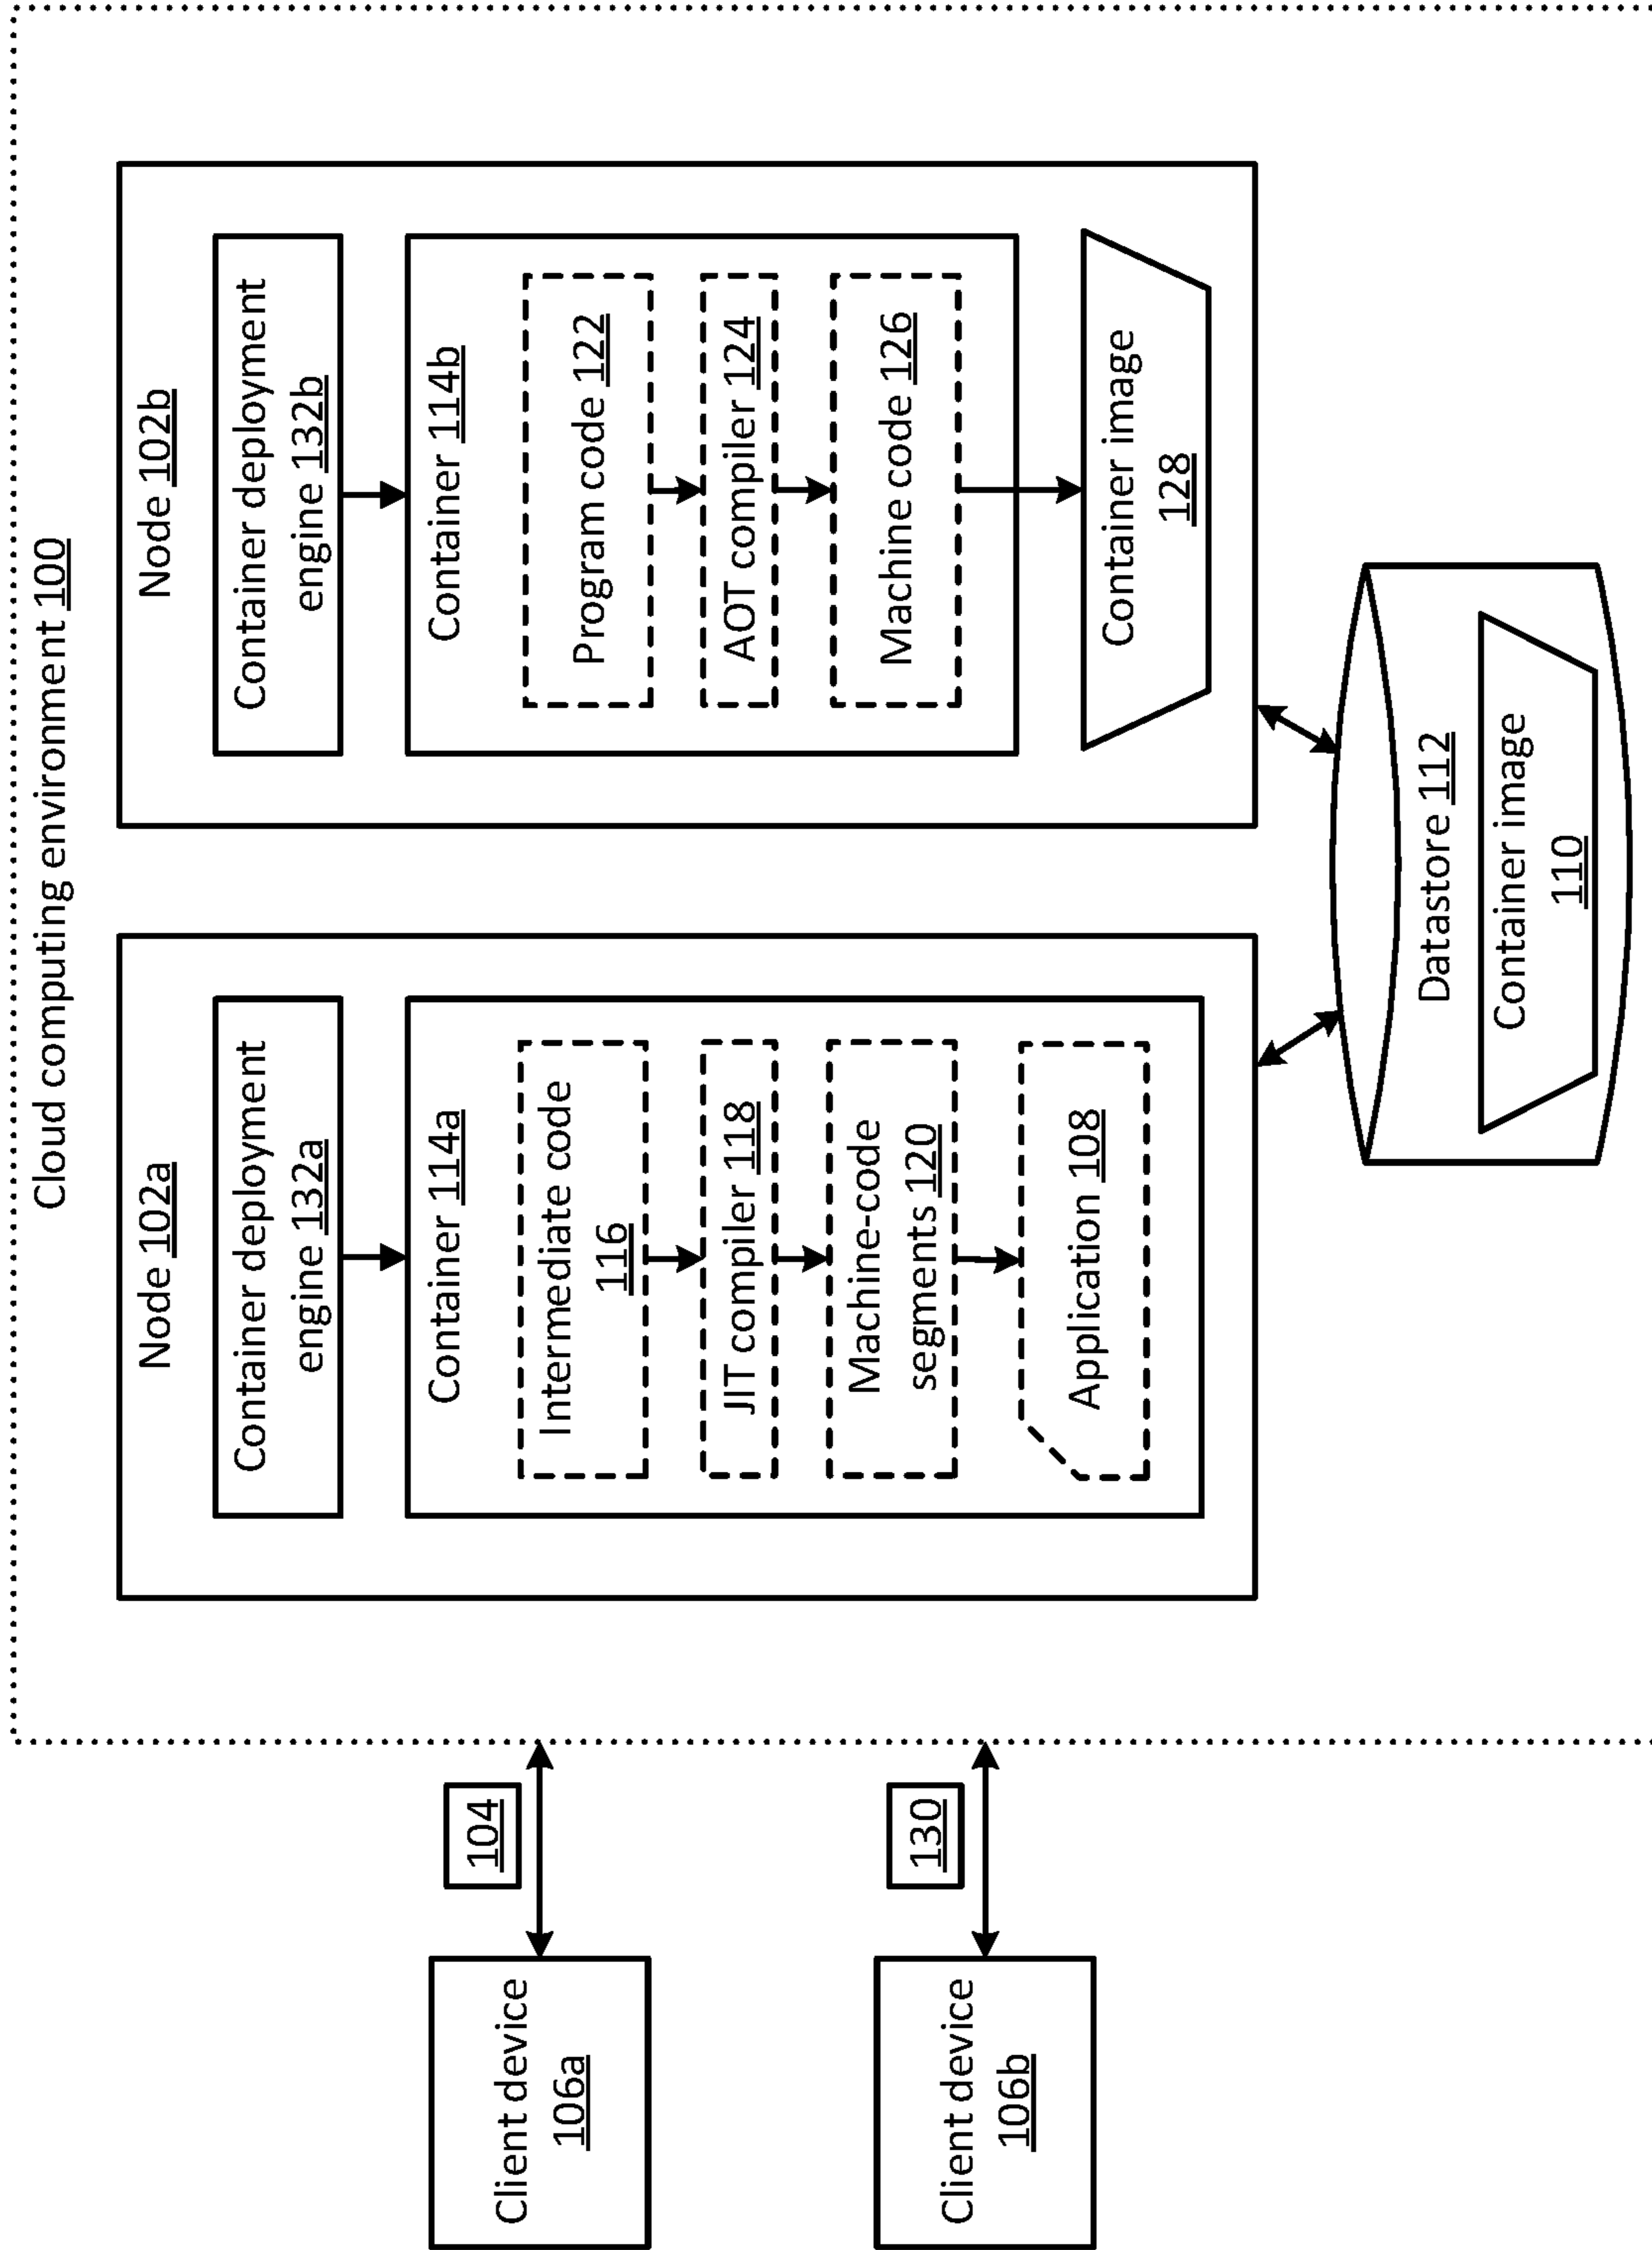 Cloud computing environment 100
Client device
106a
104
Client device
106b
130
Node 102a
Container deployment
engine 132a
Container 114a
Intermediate code
116
JIT compiler 118
Machine-code
segments 120
Application 108
Node 102b
Container deployment
engine 132b
Container 114b
Program code 122
AOT compiler 124
Machine code 126
Container image
128
Datastore 112
Container image
110